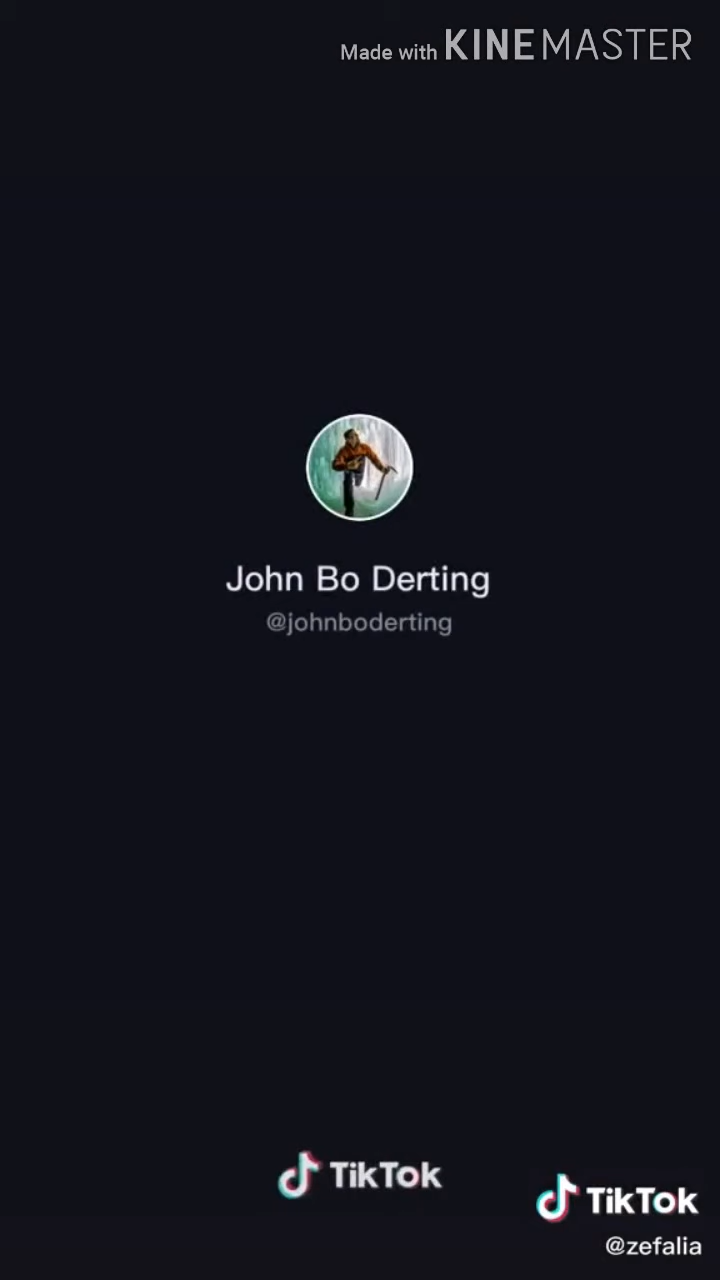 Made with KINEMASTER
John Bo Derting
@johnboderting
TikTok
TikTok
@zefalia